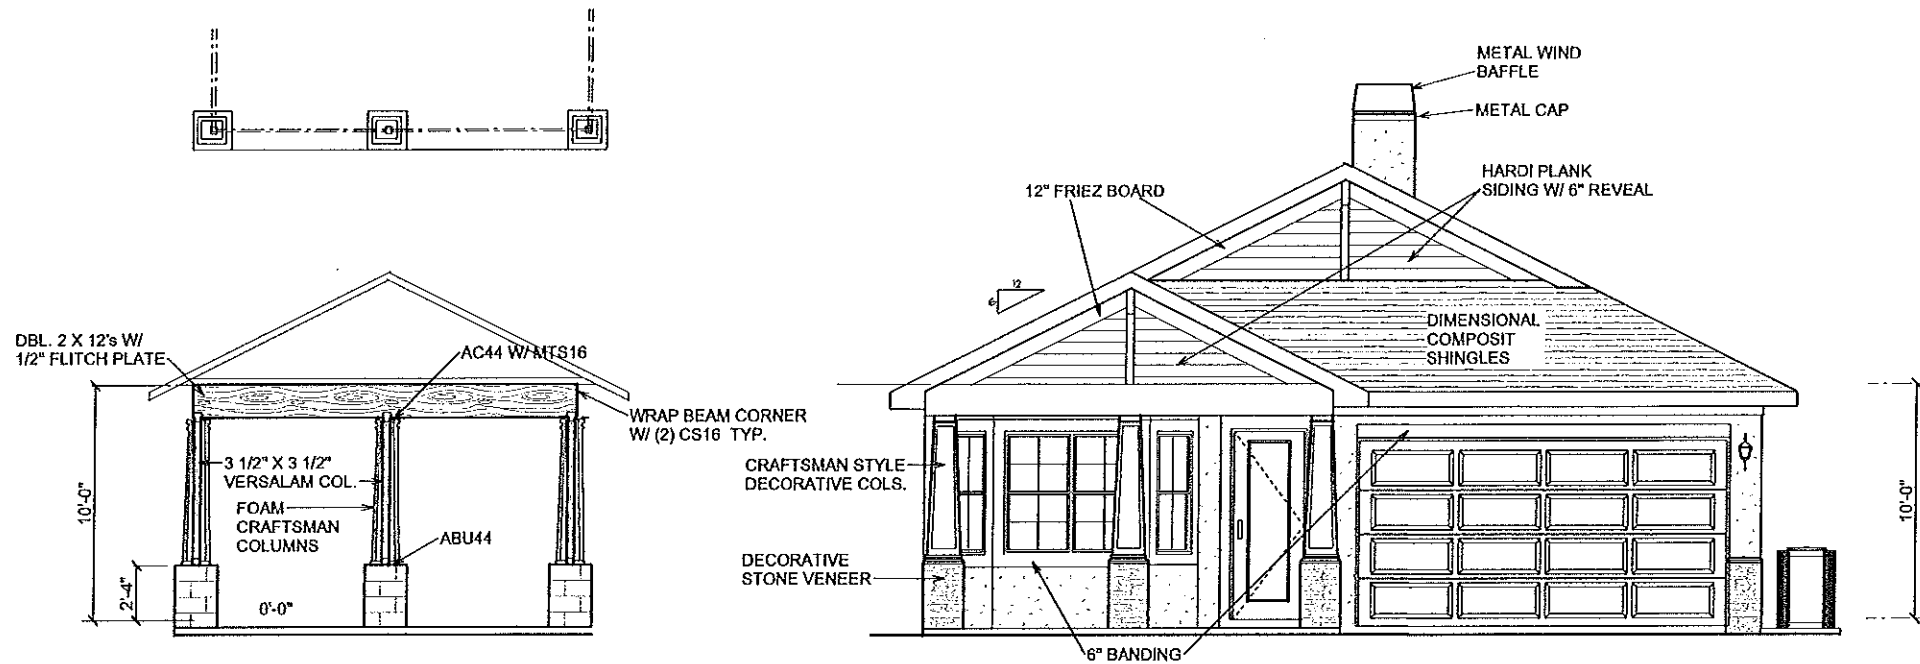 METAL WIND
BAFFLE
METAL CAP
HARDI PLANK
SIDING W/ 6" REVEAL
12" FRIEZ BOARD
12
6
DIMENSIONAL
COMPOSIT
SHINGLES
DBL. 2 X 12's W/
1/2" FLITCH PLATE
AC44 W/ MTS16
WRAP BEAM CORNER
W/ (2) CS16 TYP.
3 1/2" X 3 1/2"
VERSALAM COL.
FOAM
CRAFTSMAN
COLUMNS
ABU44
10'-0"
2'-4"
0'-0"
CRAFTSMAN STYLE
DECORATIVE COLS.
DECORATIVE
STONE VENEER
6" BANDING
10'-0"